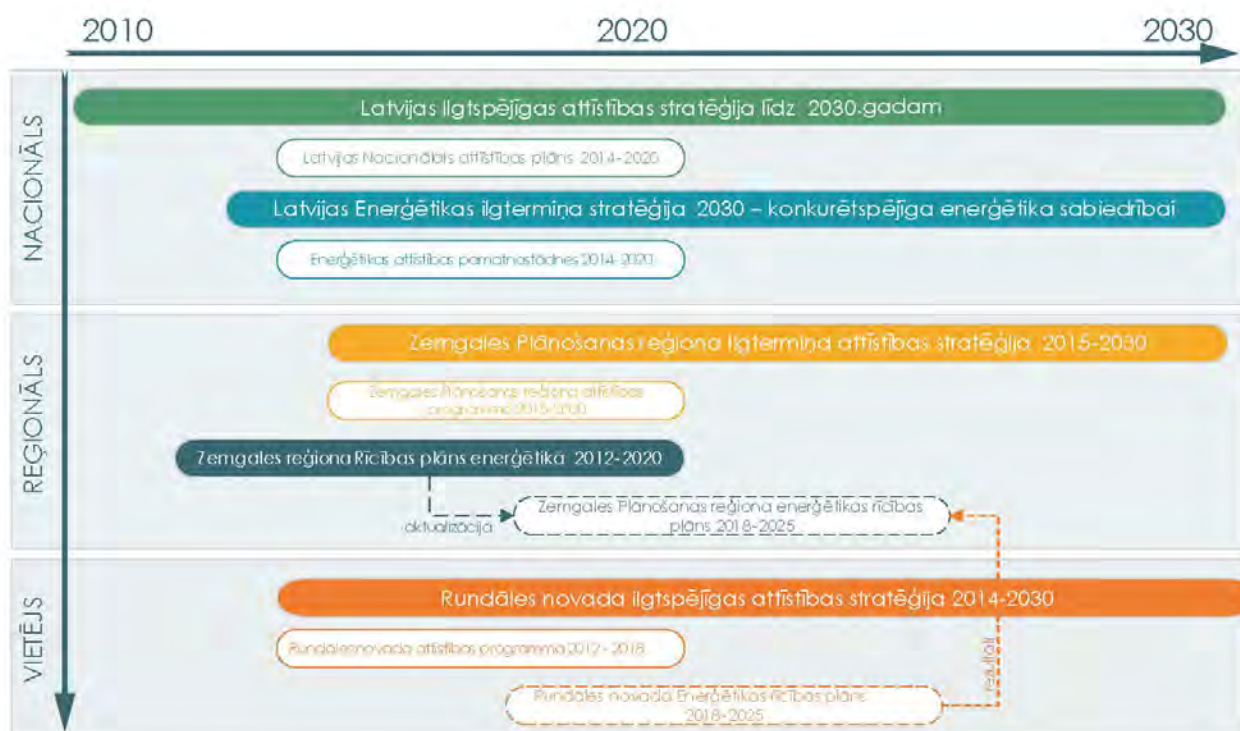 2010 2020 2030
NACIONĀLS
Latvijas ilgtspējīgas attīstības stratēģija līdz 2030.gadam
Latvijas Nacionālais attīstības plāns 2014-2020
Latvijas Enerģētikas ilgtermiņa stratēģija 2030 – konkurētspējīga enerģētika sabiedrībai
Enerģētikas attīstības pamatnostādnes 2014-2020
REĢIONĀLS
Zemgales Plānošanas reģiona Ilgtermiņa attīstības stratēģija 2015-2030
Zemgales Plānošanas reģiona attīstības
programma 2015-2020
Zemgales reģiona Rīcības plāns enerģētikā 2012-2020
aktualizācija
Zemgales Plānošanas reģiona enerģētikas rīcības
plāns 2018-2025
VIETĒJS
Rundāles novada ilgtspējīgas attīstības stratēģija 2014-2030
Rundāles novada attīstības programma 2012- 2018
rezultāti
Rundāles novada Enerģētikas rīcības plāns
2018-2025